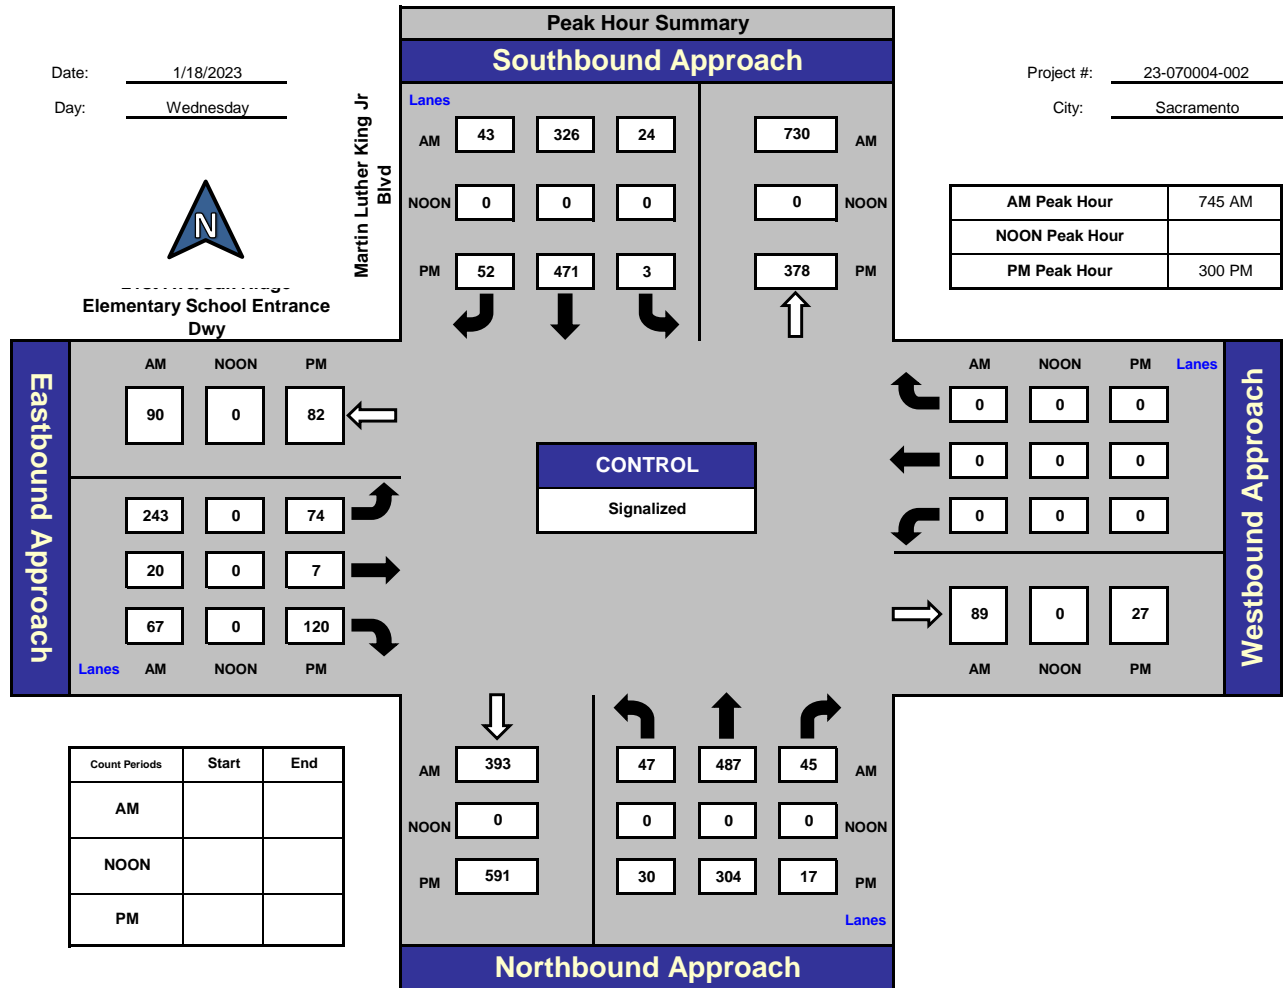 Peak Hour Summary
Southbound Approach
Date: 1/18/2023
Day: Wednesday
Project #: 23-070004-002
City: Sacramento
Martin Luther King Jr
Blvd
Lanes
AM 43 326 24 730 AM
NOON 0 0 0 0 NOON
PM 52 471 3 378 PM
N
AM Peak Hour 745 AM
NOON Peak Hour
PM Peak Hour 300 PM
Elementary School Entrance
Dwy
Eastbound Approach
AM NOON PM
90 0 82
243 0 74
20 0 7
67 0 120
Lanes AM NOON PM
CONTROL
Signalized
AM NOON PM Lanes
0 0 0
0 0 0
0 0 0
89 0 27
AM NOON PM
Westbound Approach
Count Periods Start End
AM
NOON
PM
AM 393 47 487 45 AM
NOON 0 0 0 0 NOON
PM 591 30 304 17 PM
Lanes
Northbound Approach